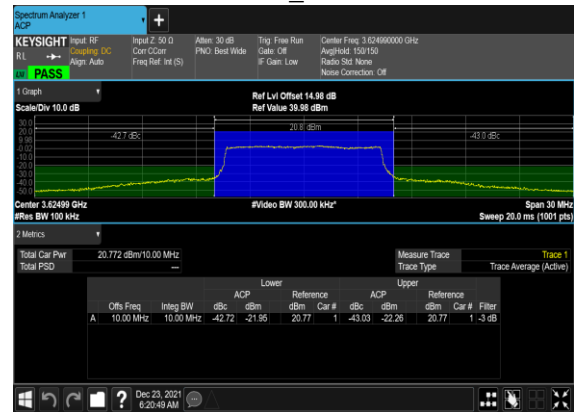 Spectrum Analyzer 1
ACP
KEYSIGHT Input: RF Input Z: 50 Ω Atten: 30 dB Trig: Free Run Center Freq: 3.624990000 GHz
RL Coupling: DC Corr CCorr PNO: Best Wide Gate: Off Avg|Hold: 150/150
Align: Auto Freq Ref: Int (S) IF Gain: Low Radio Std: None
LW PASS Noise Correction: Off
1 Graph
Ref Lvl Offset 14.98 dB
Scale/Div 10.0 dB Ref Value 39.98 dBm
30.0
20.0
9.98
-0.02
-10.0
-20.0
-30.0
-40.0
-50.0
-42.7 dBc 20.8 dBm -43.0 dBc
Center 3.62499 GHz #Video BW 300.00 kHz* Span 30 MHz
#Res BW 100 kHz Sweep 20.0 ms (1001 pts)
2 Metrics
Total Car Pwr 20.772 dBm/10.00 MHz Measure Trace Trace 1
Total PSD --- Trace Type Trace Average (Active)
Lower Upper
ACP Reference ACP Reference
Offs Freq Integ BW dBc dBm dBm Car # dBc dBm dBm Car # Filter
A 10.00 MHz 10.00 MHz -42.72 -21.95 20.77 1 -43.03 -22.26 20.77 1 -3 dB
? Dec 23, 2021
6:20:49 AM